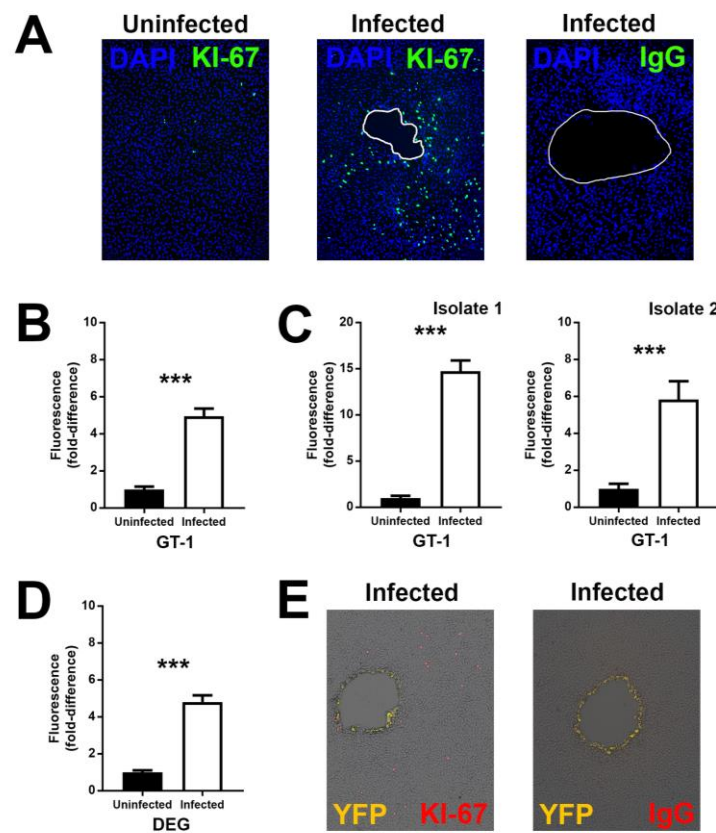 A
Uninfected
Infected
Infected
DAPI KI-67
DAPI KI-67
DAPI IgG
B
Fluorescence
(fold-difference)
10
8
6
4
2
0
***
Uninfected Infected
GT-1
C
Isolate 1
Fluorescence
(fold-difference)
20
15
10
5
0
***
Uninfected Infected
GT-1
Isolate 2
Fluorescence
(fold-difference)
10
8
6
4
2
0
***
Uninfected Infected
GT-1
D
Fluorescence
(fold-difference)
10
8
6
4
2
0
***
Uninfected Infected
DEG
E
Infected
Infected
YFP KI-67
YFP IgG